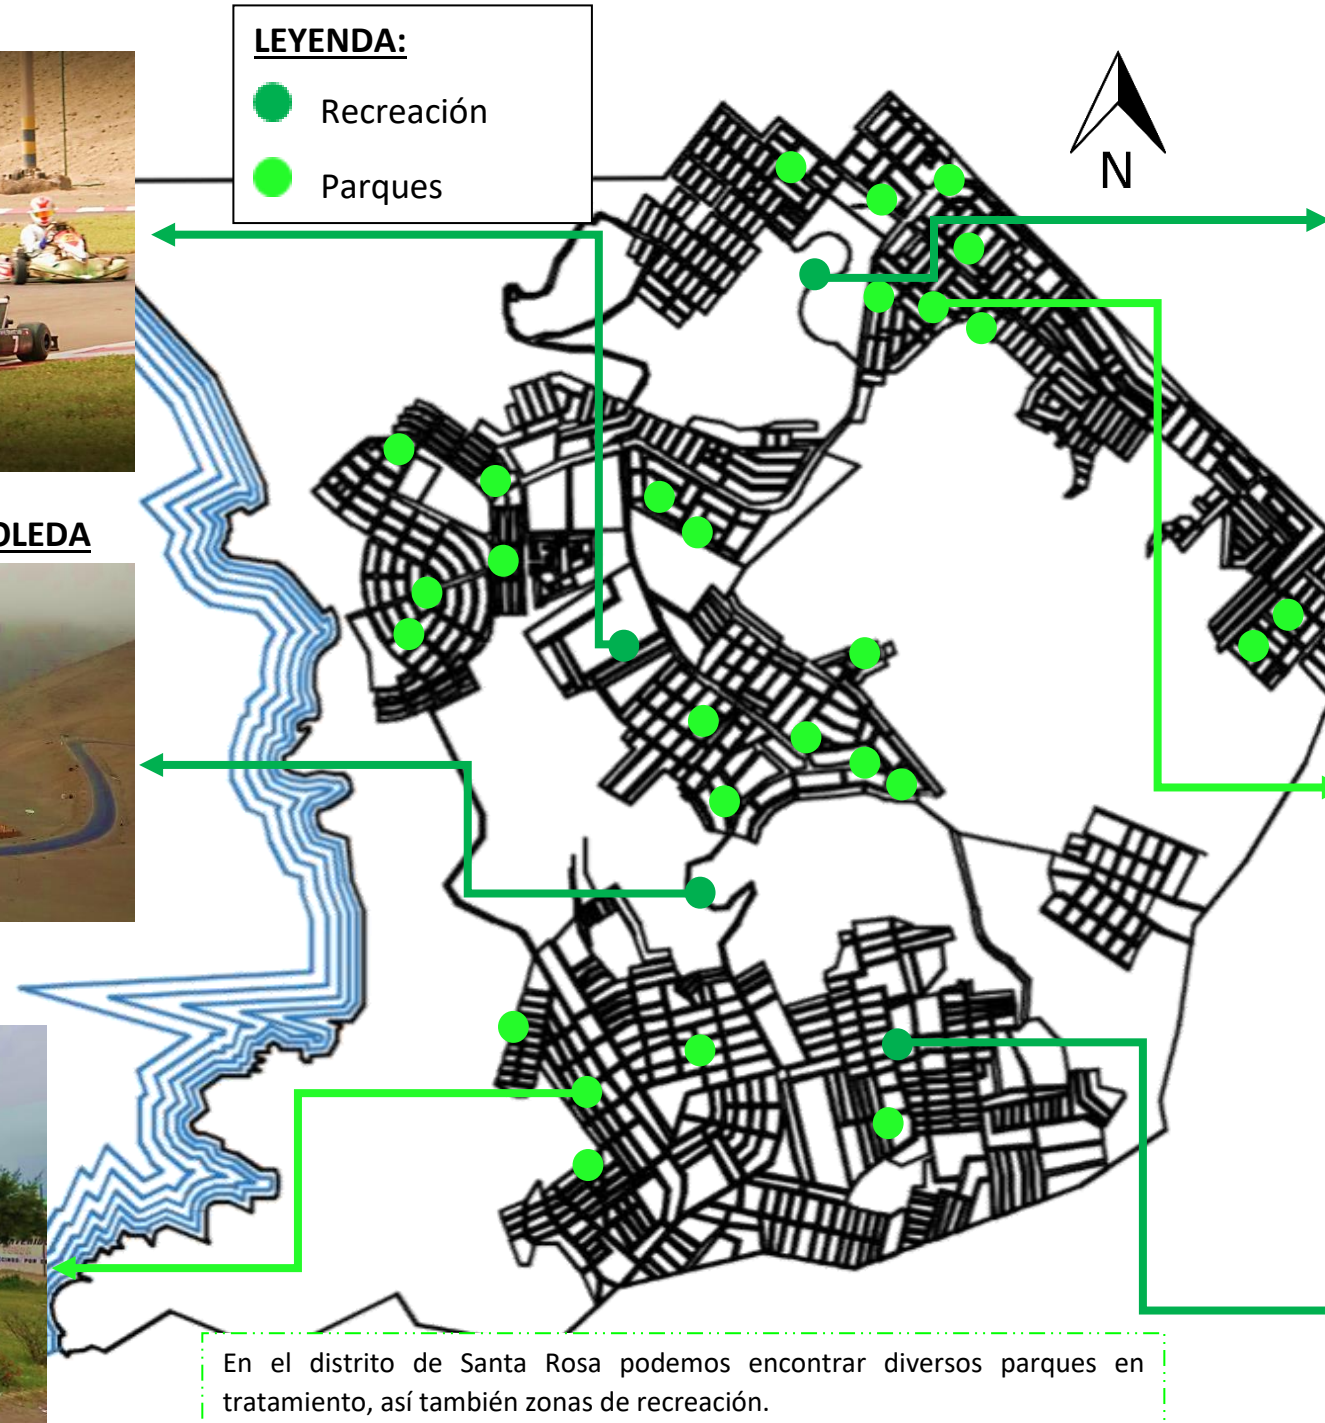 LEYENDA:
Recreación
Parques
N
7
OLEDA
En el distrito de Santa Rosa podemos encontrar diversos parques en
tratamiento, así también zonas de recreación.